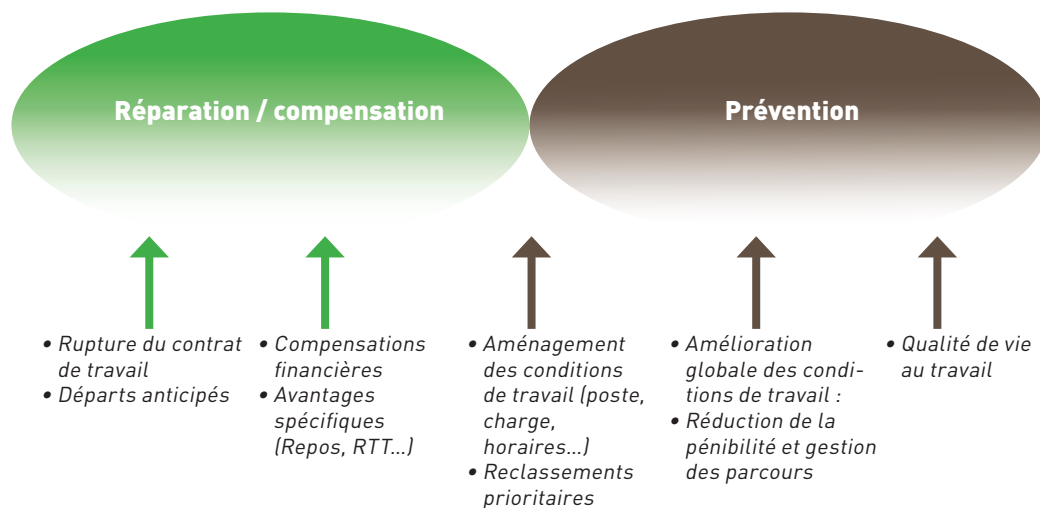 Réparation / compensation
Prévention
• Rupture du contrat
de travail
• Départs anticipés
• Compensations
financières
• Avantages
spécifiques
(Repos, RTT...)
• Aménagement
des conditions
de travail (poste,
charge,
horaires...)
• Reclassements
prioritaires
• Amélioration
globale des condi-
tions de travail :
• Réduction de la
pénibilité et gestion
des parcours
• Qualité de vie
au travail